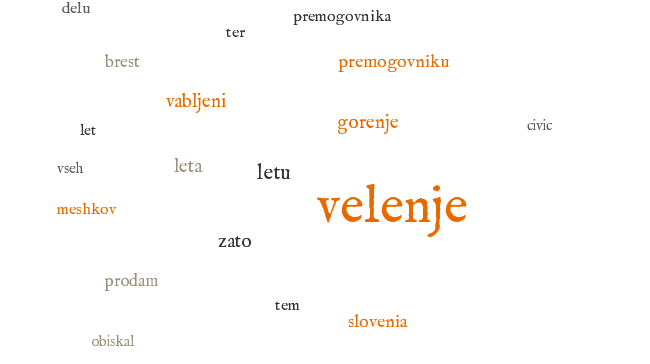 delu
premogovnika
ter
brest
premogovniku
vabljeni
gorenje
let
civic
vseh
leta
letu
meshkov
velenje
zato
prodam
tem
slovenia
obiskal